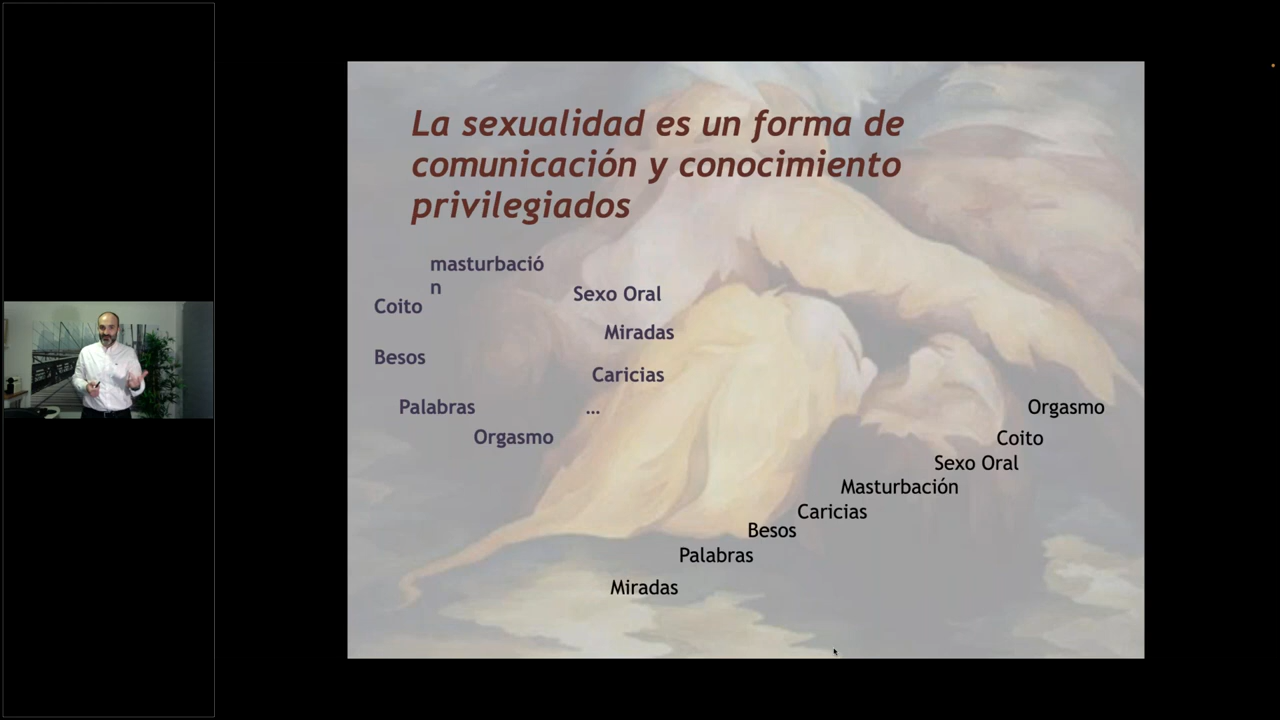 La sexualidad es un forma de
comunicación y conocimiento
privilegiados
masturbació
n
Sexo Oral
Coito
Miradas
Besos
Caricias
Palabras
...
Orgasmo
Orgasmo
Coito
Sexo Oral
Masturbación
Caricias
Besos
Palabras
Miradas